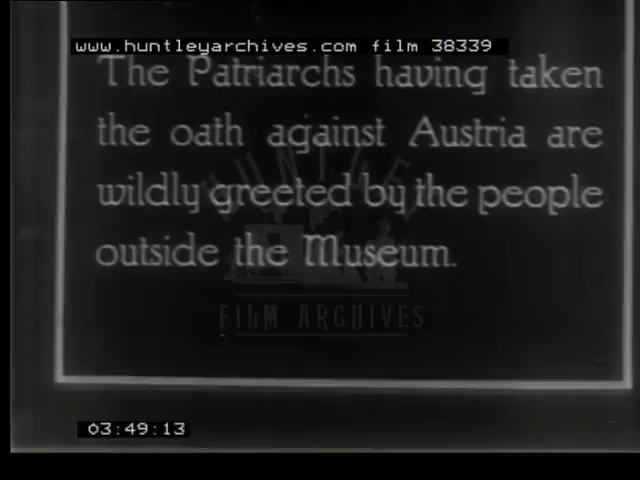 www.huntleyarchives.com film 38339
The Patriarchs having taken
the oath against Austria are
wildly greeted by the people
outside the Museum.
HUNTLEY
FILM ARCHIVES
03:49:13